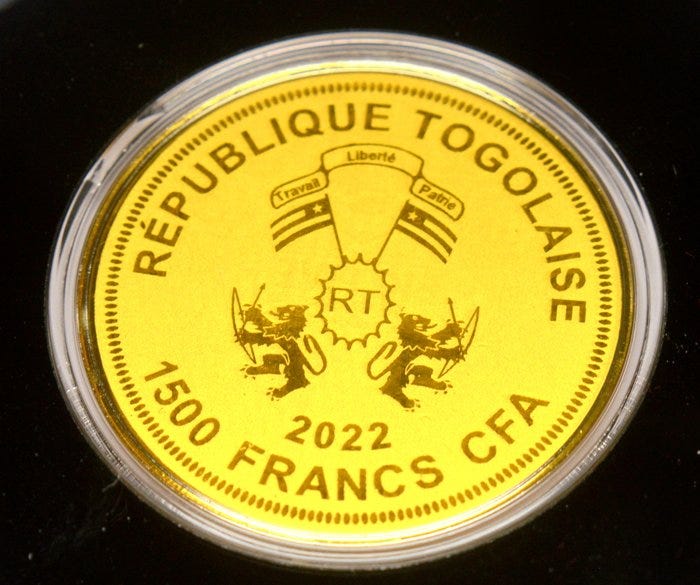 RÉPUBLIQUE TOGOLAISE
Travail Liberté Patrie
RT
2022
1500 FRANCS CFA